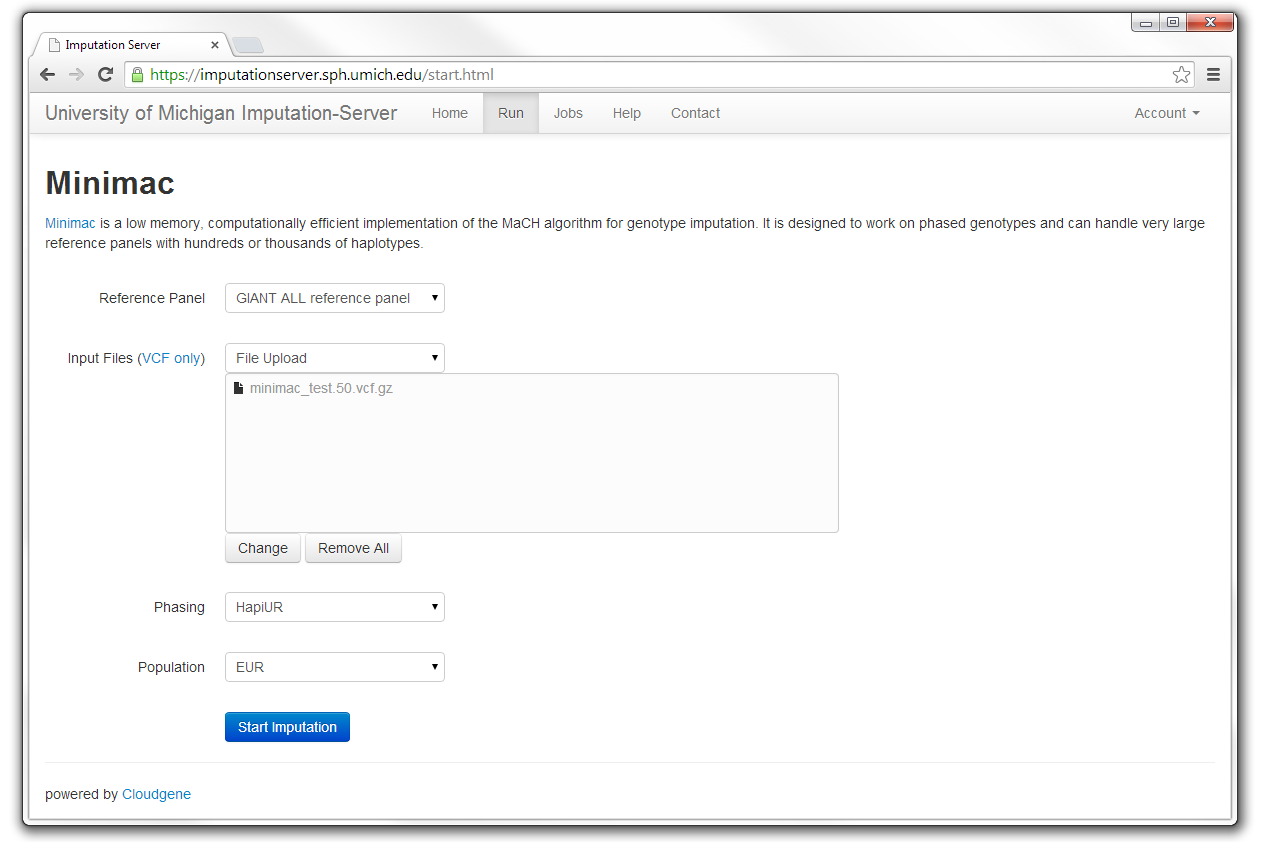 Imputation Server
https://imputationserver.sph.umich.edu/start.html
University of Michigan Imputation-Server Home Run Jobs Help Contact Account
Minimac
Minimac is a low memory, computationally efficient implementation of the MaCH algorithm for genotype imputation. It is designed to work on phased genotypes and can handle very large
reference panels with hundreds or thousands of haplotypes.
Reference Panel GIANT ALL reference panel
Input Files (VCF only) File Upload
minimac_test.50.vcf.gz
Change Remove All
Phasing HapiUR
Population EUR
Start Imputation
powered by Cloudgene